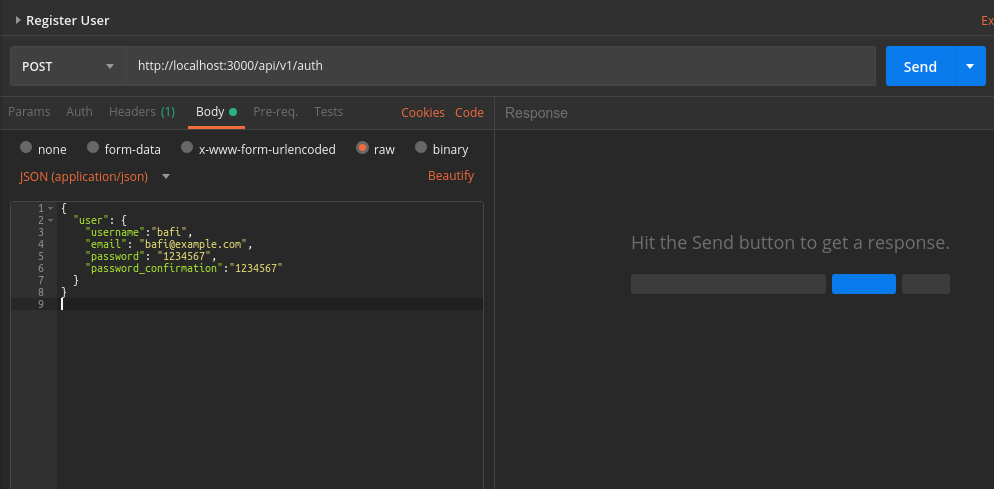 Register User
Ex
POST
http://localhost:3000/api/v1/auth
Send
Params Auth Headers (1) Body Pre-req. Tests Cookies Code
Response
none form-data x-www-form-urlencoded raw binary
JSON (application/json)
Beautify
1 {
2 "user": {
3 "username":"bafi",
4 "email": "bafi@example.com",
5 "password": "1234567",
6 "password_confirmation":"1234567"
7 }
8 }
9
Hit the Send button to get a response.